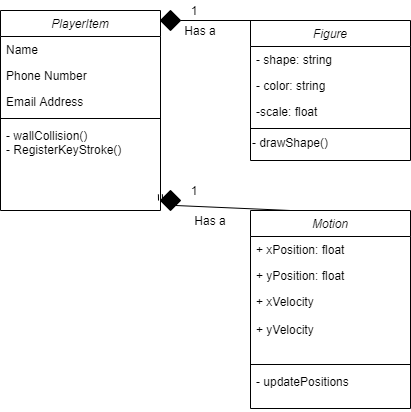 PlayerItem
Name
Phone Number
Email Address
- wallCollision()
- RegisterKeyStroke()
1
Has a
Figure
- shape: string
- color: string
-scale: float
- drawShape()
1
Has a
Motion
+ xPosition: float
+ yPosition: float
+ xVelocity
+ yVelocity
- updatePositions